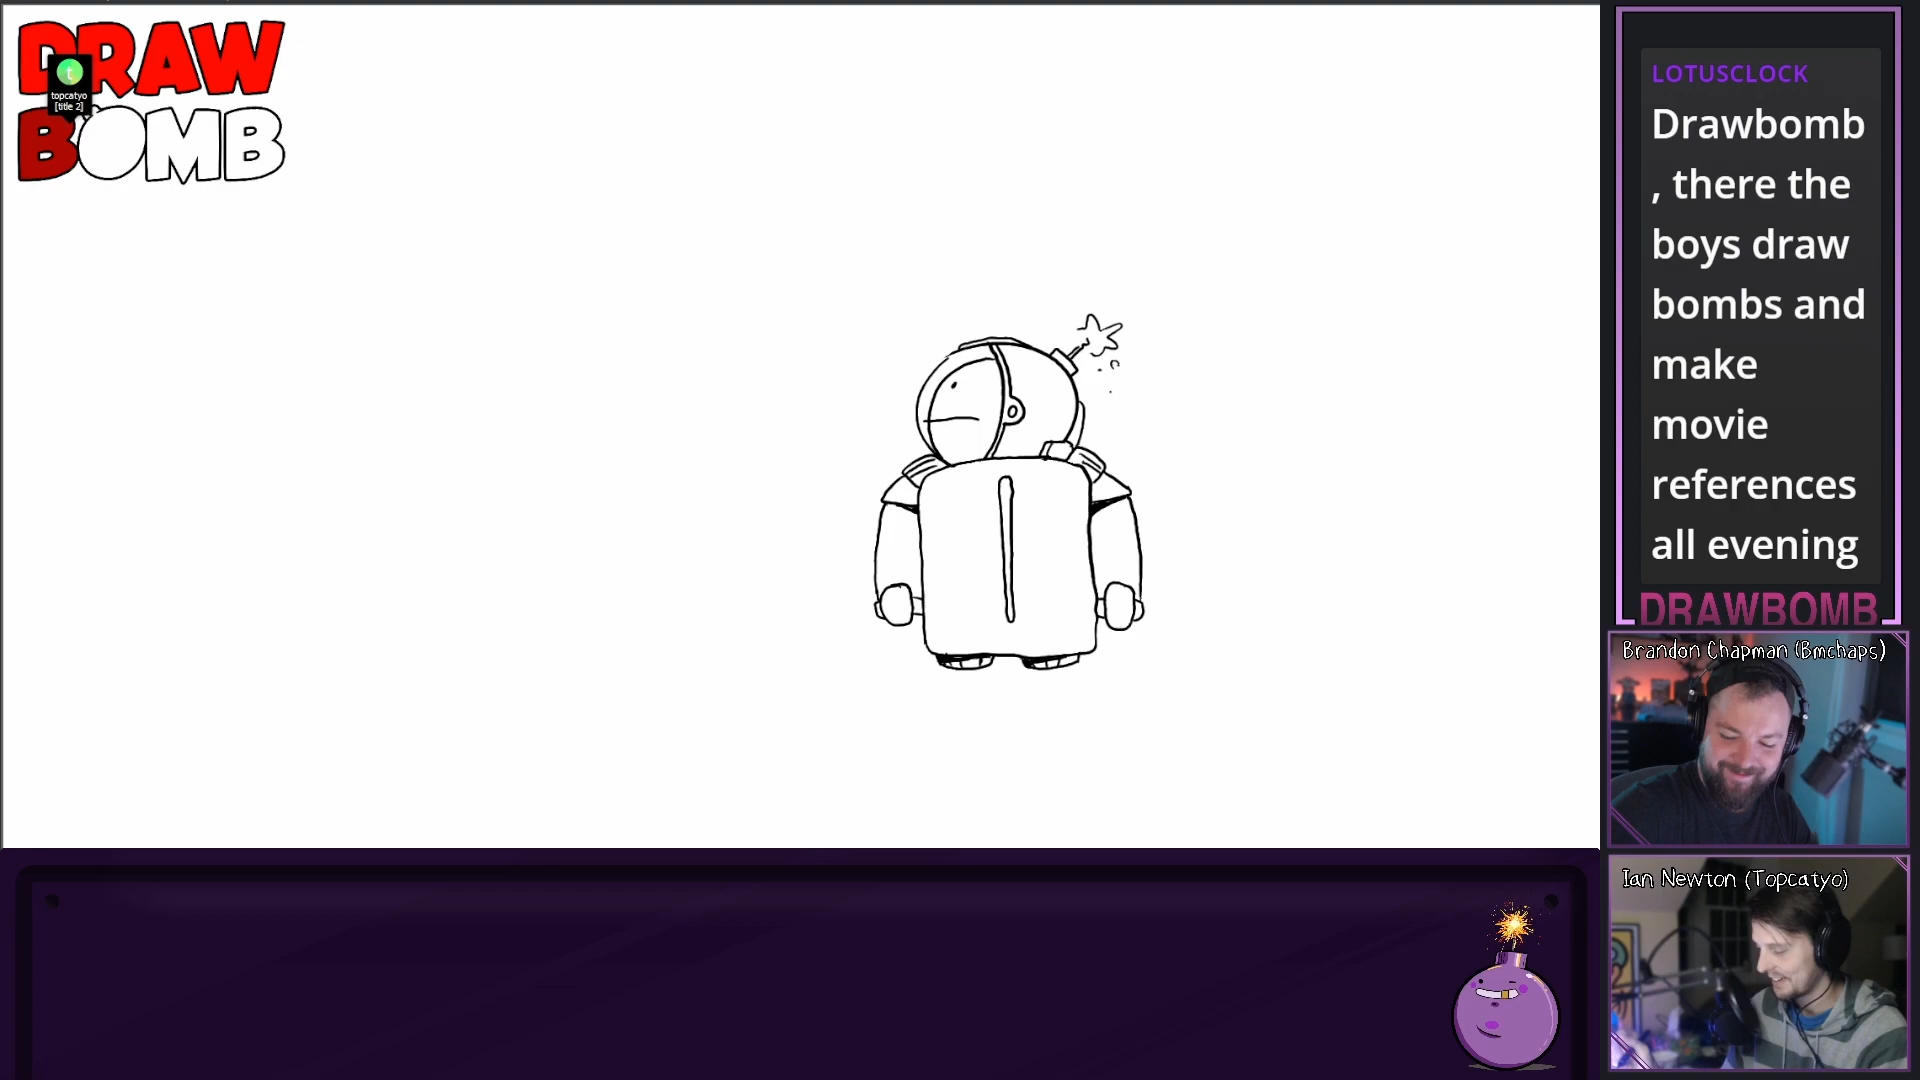 DRAW
BOMB
topcatyo
[title 2]
LOTUSCLOCK
Drawbomb
, there the
boys draw
bombs and
make
movie
references
all evening
DRAWBOMB
Brandon Chapman (Bmchaps)
Ian Newton (Topcatyo)